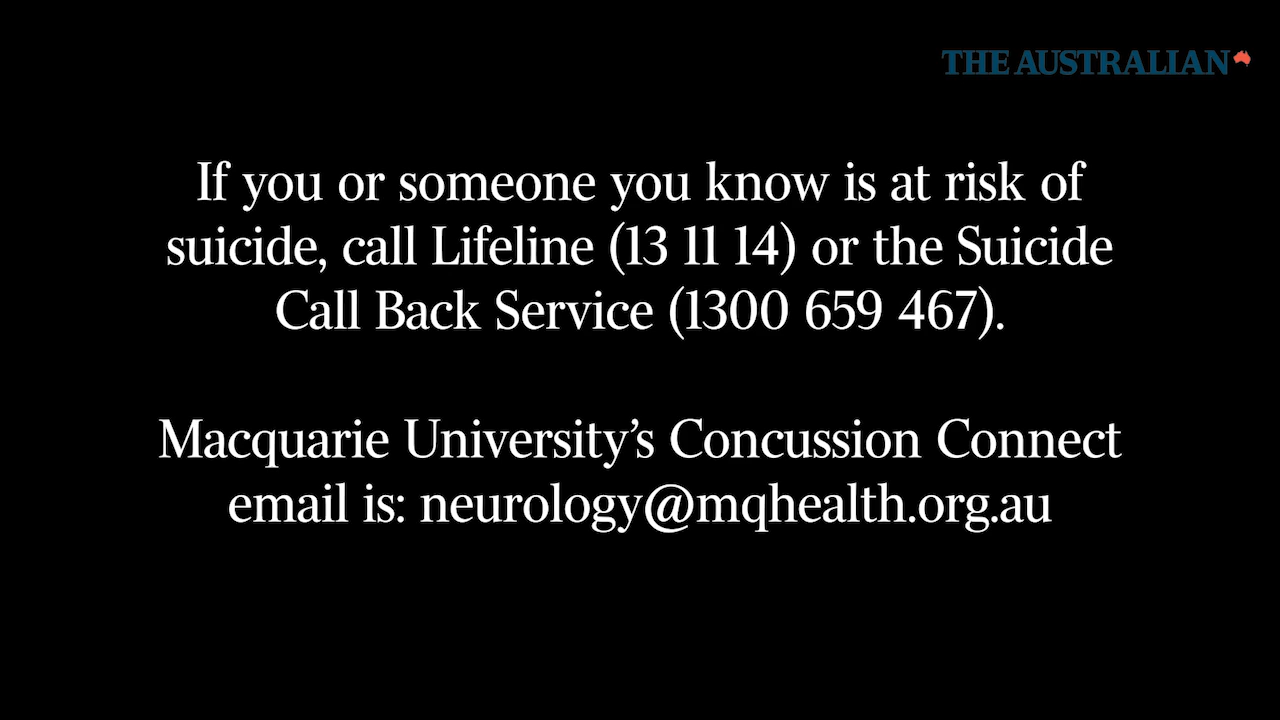 THE AUSTRALIAN
If you or someone you know is at risk of
suicide, call Lifeline (13 11 14) or the Suicide
Call Back Service (1300 659 467).
Macquarie University’s Concussion Connect
email is: neurology@mqhealth.org.au